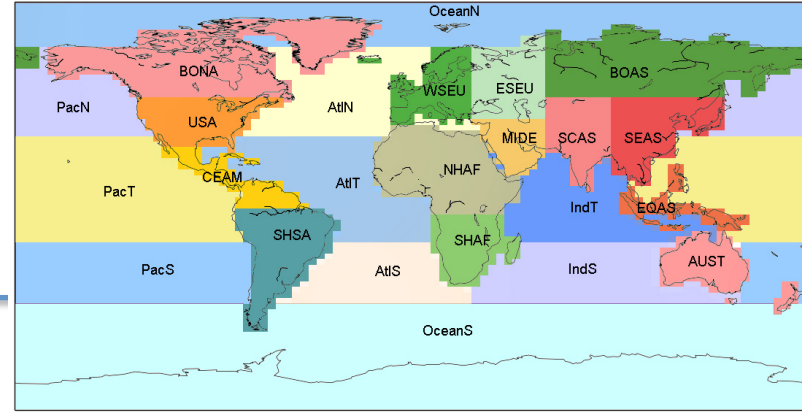 OceanN
BONA
WSEU
ESEU
BOAS
PacN
AtlN
USA
MIDE
SCAS
SEAS
CEAM
NHAF
PacT
AtlT
IndT
EQAS
SHSA
SHAF
PacS
AtlS
IndS
AUST
OceanS